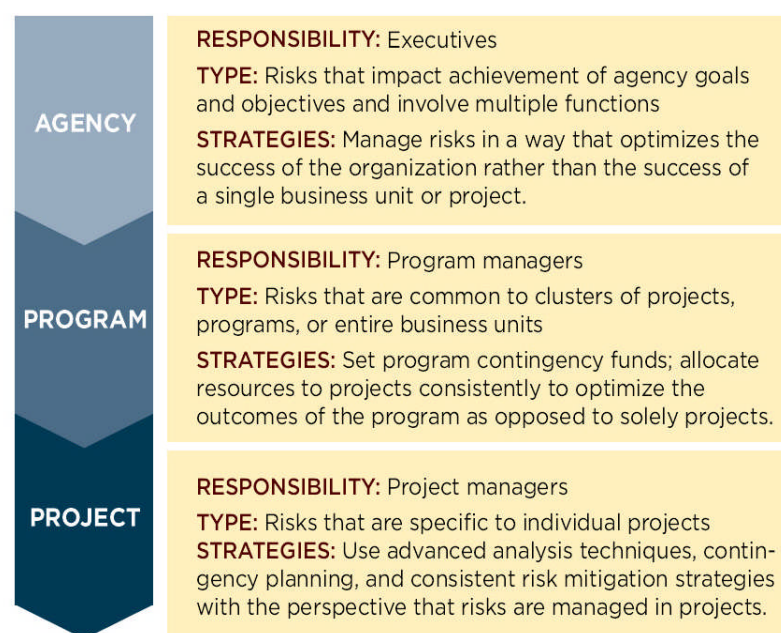 AGENCY
RESPONSIBILITY: Executives
TYPE: Risks that impact achievement of agency goals
and objectives and involve multiple functions
STRATEGIES: Manage risks in a way that optimizes the
success of the organization rather than the success of
a single business unit or project.
PROGRAM
RESPONSIBILITY: Program managers
TYPE: Risks that are common to clusters of projects,
programs, or entire business units
STRATEGIES: Set program contingency funds; allocate
resources to projects consistently to optimize the
outcomes of the program as opposed to solely projects.
PROJECT
RESPONSIBILITY: Project managers
TYPE: Risks that are specific to individual projects
STRATEGIES: Use advanced analysis techniques, contin-
gency planning, and consistent risk mitigation strategies
with the perspective that risks are managed in projects.